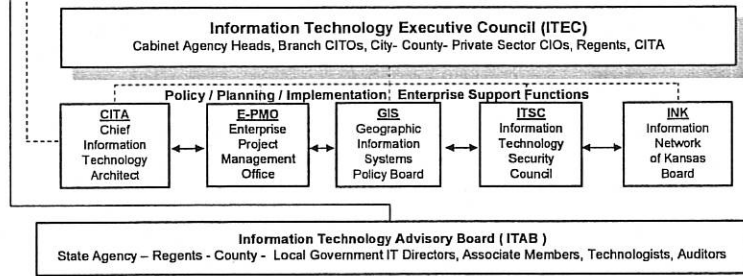 Information Technology Executive Council (ITEC)
Cabinet Agency Heads, Branch CITOs, City- County- Private Sector CIOs, Regents, CITA
Policy / Planning / Implementation Enterprise Support Functions
CITA
Chief
Information
Technology
Architect
E-PMO
Enterprise
Project
Management
Office
GIS
Geographic
Information
Systems
Policy Board
ITSC
Information
Technology
Security
Council
INK
Information
Network
of Kansas
Board
Information Technology Advisory Board ( ITAB )
State Agency – Regents - County - Local Government IT Directors, Associate Members, Technologists, Auditors